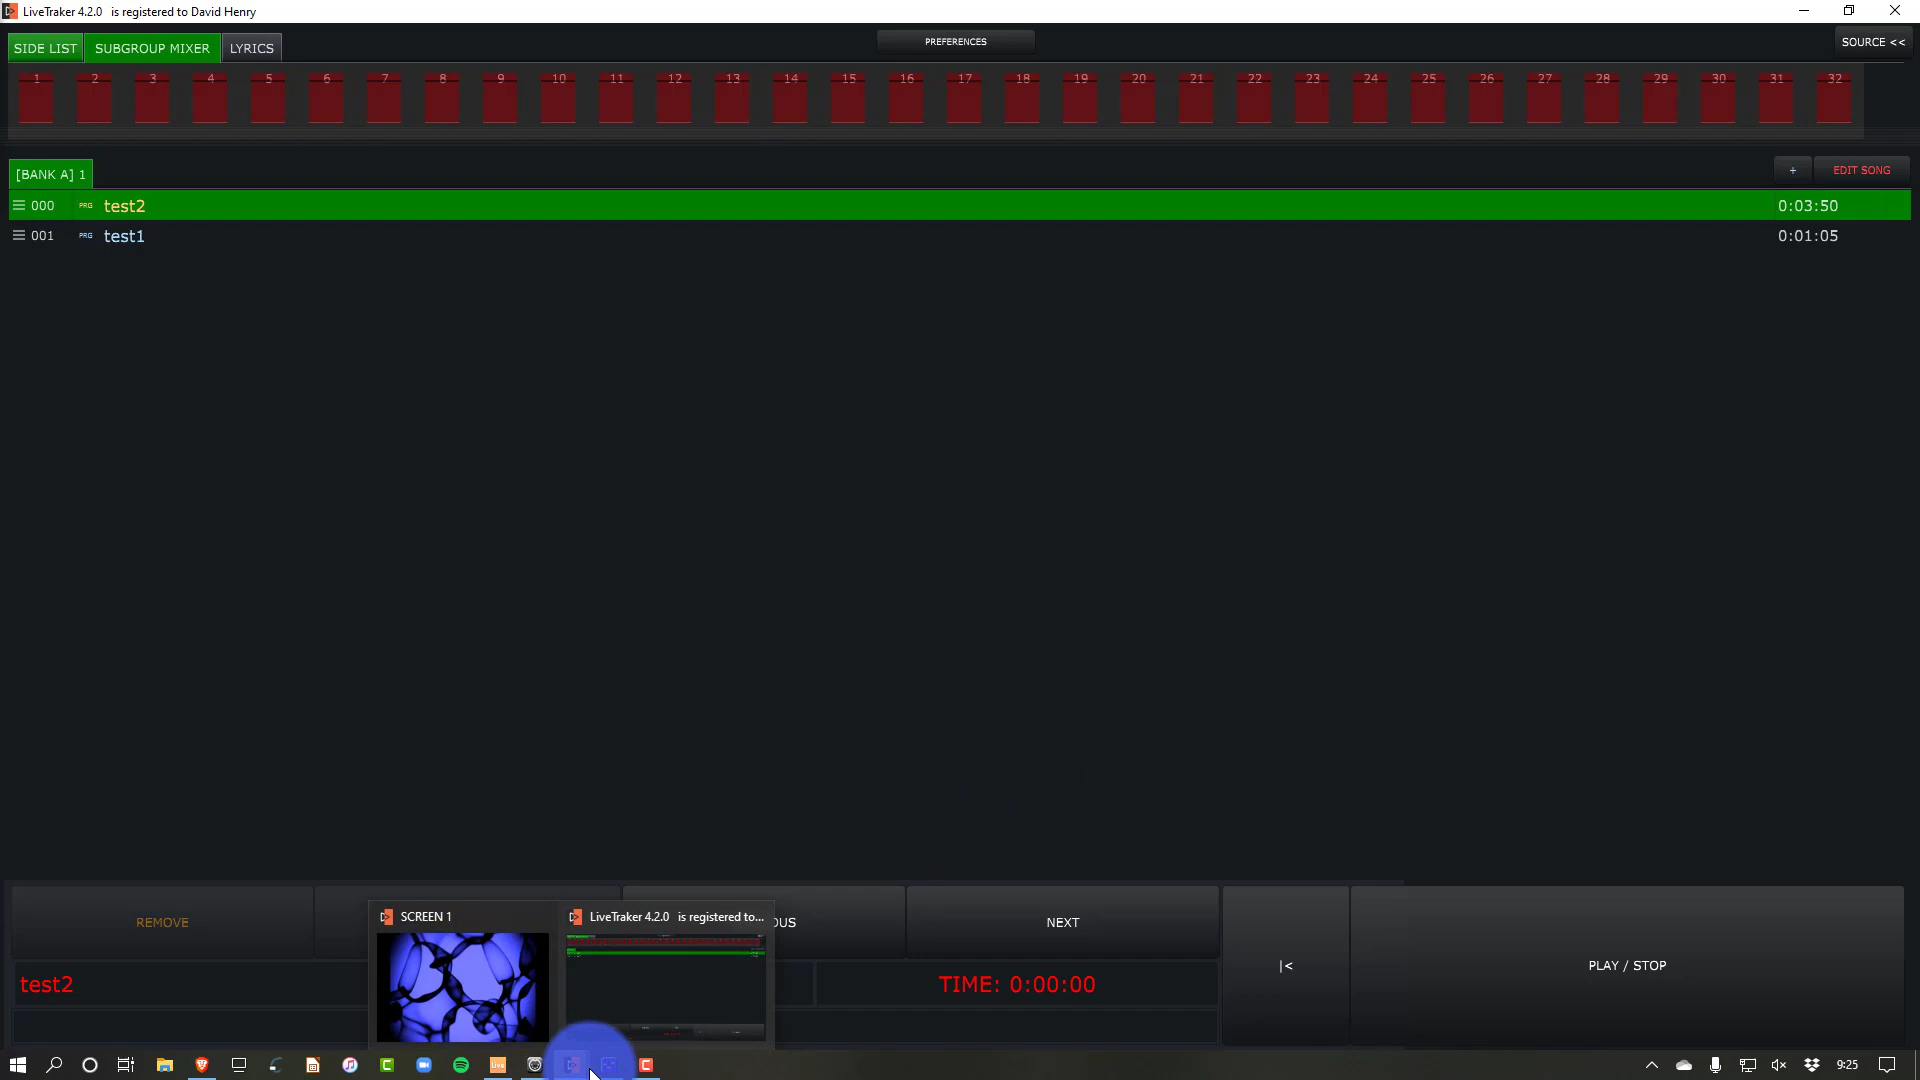 LiveTraker 4.2.0 is registered to David Henry
SIDE LIST SUBGROUP MIXER LYRICS PREFERENCES SOURCE <<
1 2 3 4 5 6 7 8 9 10 11 12 13 14 15 16 17 18 19 20 21 22 23 24 25 26 27 28 29 30 31 32
[BANK A] 1 + EDIT SONG
000 PRG test2 0:03:50
001 PRG test1 0:01:05
REMOVE OUS NEXT
SCREEN 1 LiveTraker 4.2.0 is registered to...
|< PLAY / STOP
test2 TIME: 0:00:00
Live 9:25